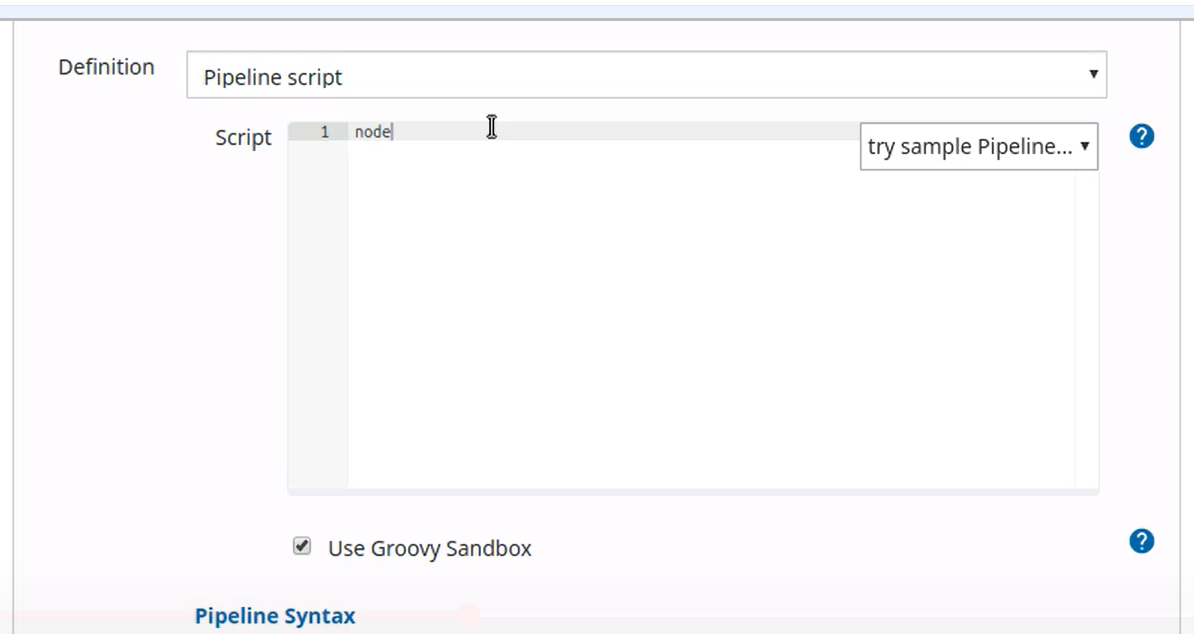 Definition
Pipeline script
Script
1 node
try sample Pipeline...
?
Use Groovy Sandbox
?
Pipeline Syntax